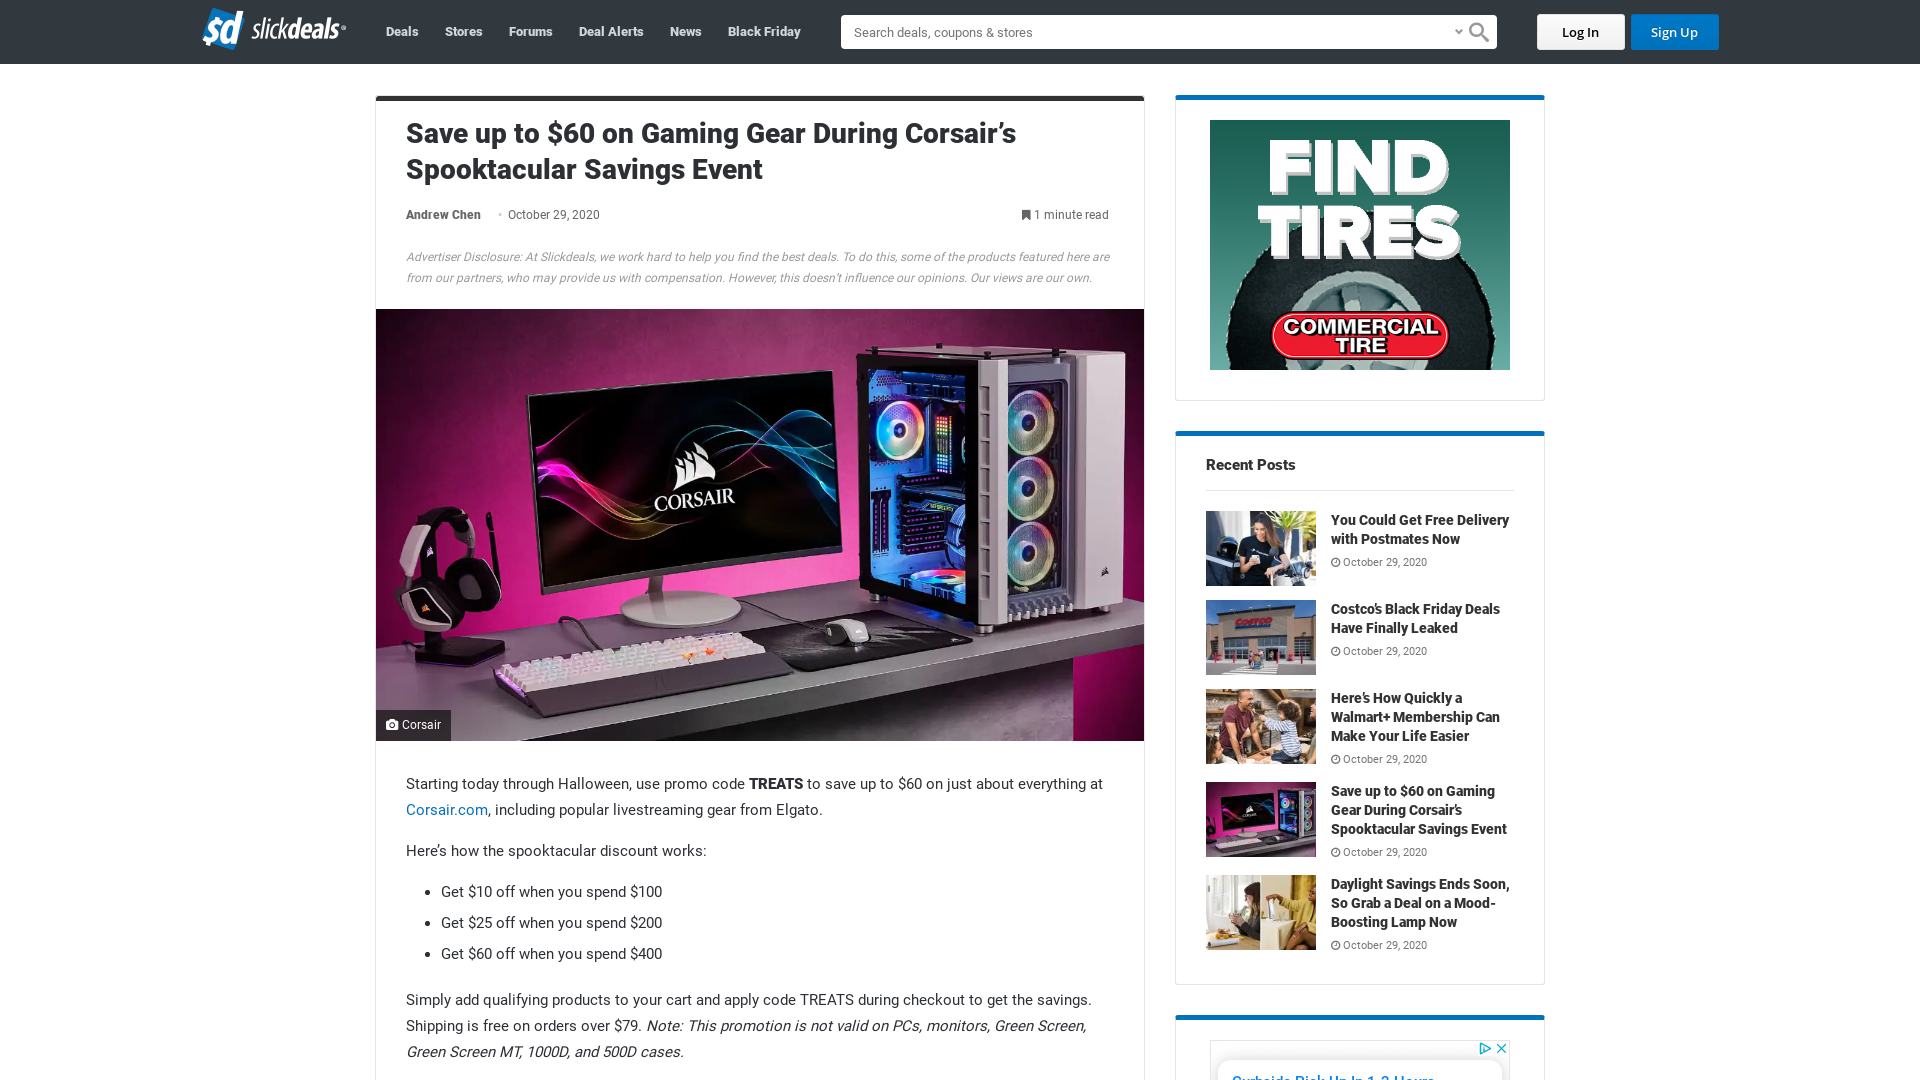 $d slickdeals
Deals
Stores
Forums
Deal Alerts
News
Black Friday
Search deals, coupons & stores
Log In
Sign Up
Save up to $60 on Gaming Gear During Corsair’s
Spooktacular Savings Event
Andrew Chen • October 29, 2020
1 minute read
Advertiser Disclosure: At Slickdeals, we work hard to help you find the best deals. To do this, some of the products featured here are
from our partners, who may provide us with compensation. However, this doesn’t influence our opinions. Our views are our own.
CORSAIR
Corsair
Starting today through Halloween, use promo code TREATS to save up to $60 on just about everything at
Corsair.com, including popular livestreaming gear from Elgato.
Here’s how the spooktacular discount works:
• Get $10 off when you spend $100
• Get $25 off when you spend $200
• Get $60 off when you spend $400
Simply add qualifying products to your cart and apply code TREATS during checkout to get the savings.
Shipping is free on orders over $79. Note: This promotion is not valid on PCs, monitors, Green Screen,
Green Screen MT, 1000D, and 500D cases.
FIND
TIRES
COMMERCIAL
TIRE
Recent Posts
You Could Get Free Delivery
with Postmates Now
October 29, 2020
COSTCO
Costco’s Black Friday Deals
Have Finally Leaked
October 29, 2020
Here’s How Quickly a
Walmart+ Membership Can
Make Your Life Easier
October 29, 2020
Save up to $60 on Gaming
Gear During Corsair’s
Spooktacular Savings Event
October 29, 2020
Daylight Savings Ends Soon,
So Grab a Deal on a Mood-
Boosting Lamp Now
October 29, 2020